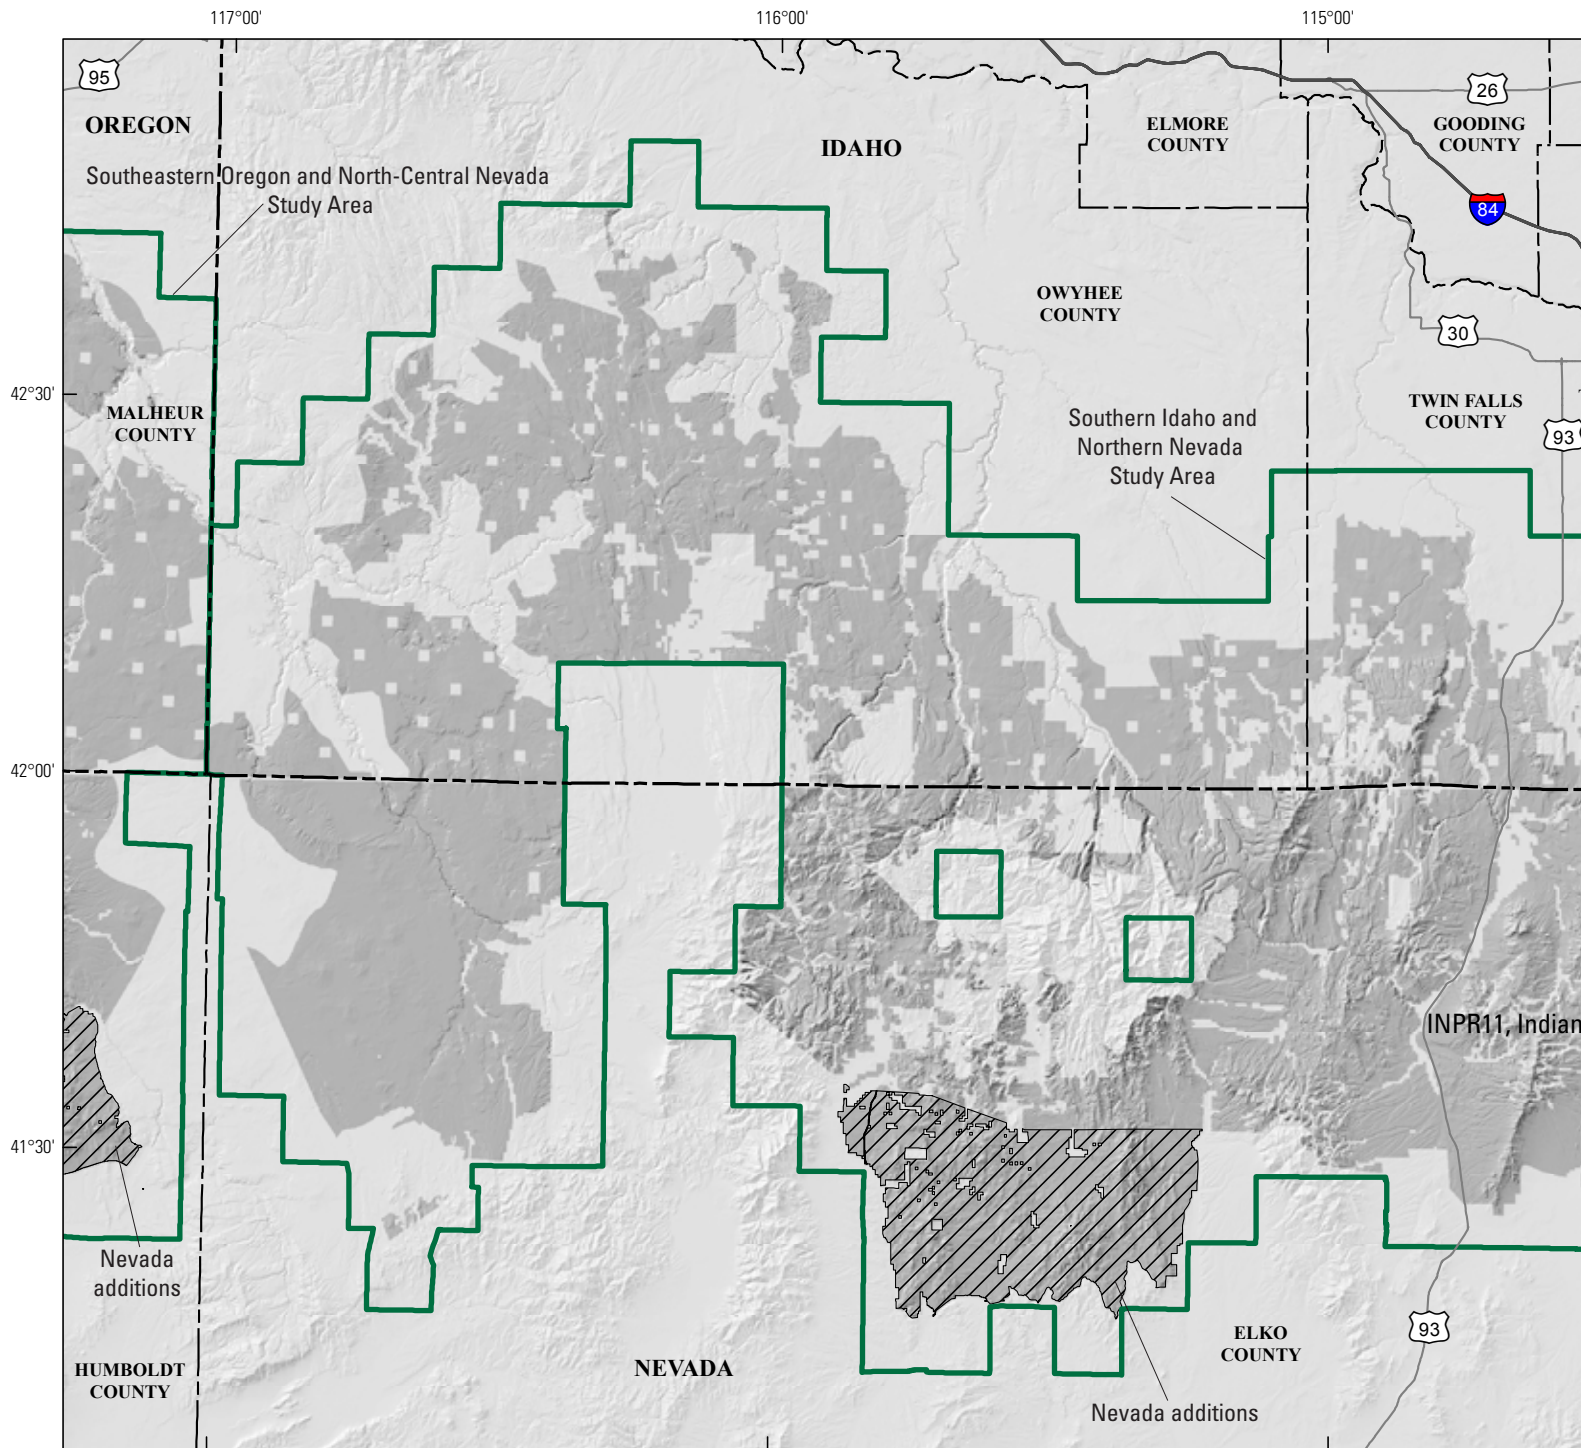 117°00'
116°00'
115°00'
95
26
OREGON
ELMORE
COUNTY
GOODING
COUNTY
IDAHO
Southeastern Oregon and North-Central Nevada
Study Area
84
OWYHEE
COUNTY
30
42°30'
MALHEUR
COUNTY
Southern Idaho and
Northern Nevada
Study Area
TWIN FALLS
COUNTY
93
42°00'
INPR11, Indian
41°30'
Nevada
additions
93
ELKO
COUNTY
HUMBOLDT
COUNTY
NEVADA
Nevada additions